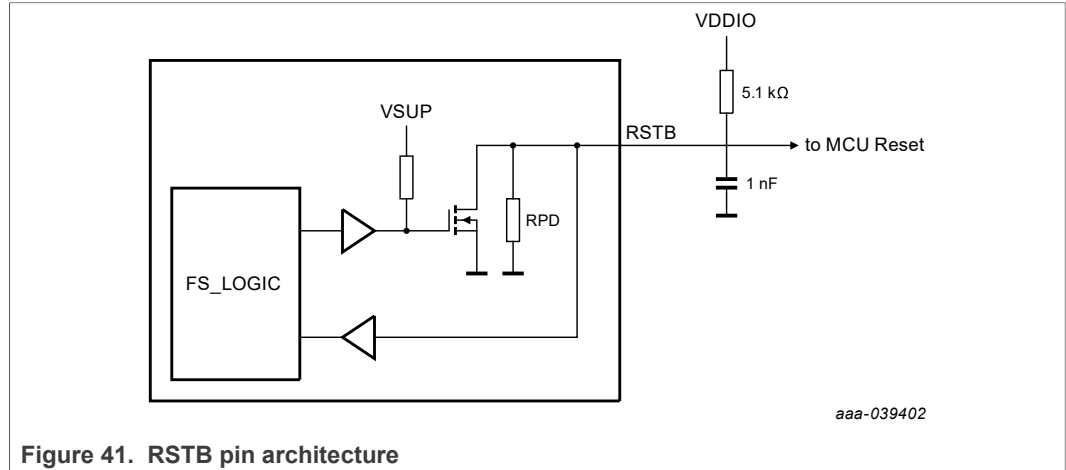 VDDIO
5.1 kΩ
VSUP
RSTB
to MCU Reset
1 nF
RPD
FS_LOGIC
aaa-039402
Figure 41. RSTB pin architecture